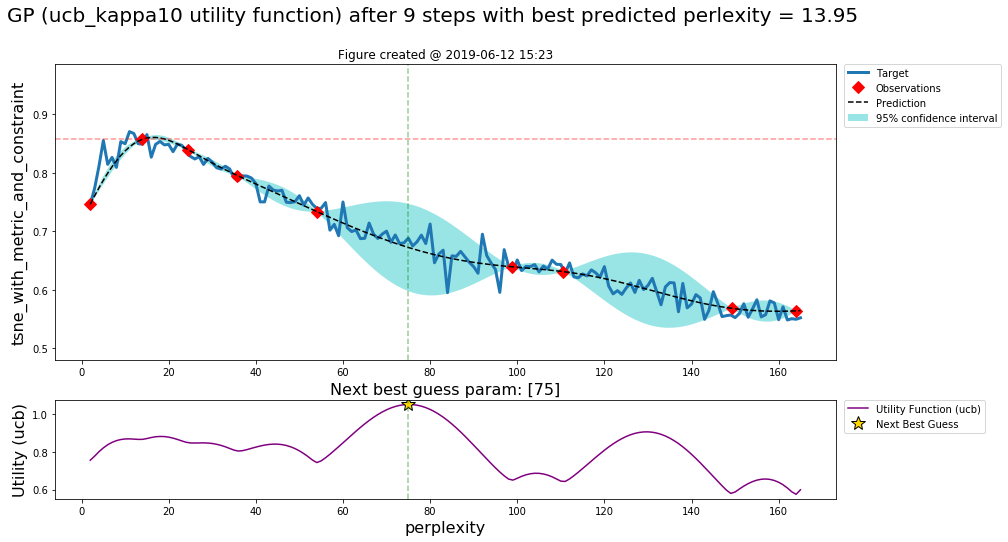 GP (ucb_kappa10 utility function) after 9 steps with best predicted perlexity = 13.95
Figure created @ 2019-06-12 15:23
tsne_with_metric_and_constraint
0.9
0.8
0.7
0.6
0.5
0 20 40 60 80 100 120 140 160
Target
Observations
Prediction
95% confidence interval
Next best guess param: [75]
Utility (ucb)
1.0
0.8
0.6
0 20 40 60 80 100 120 140 160
perplexity
Utility Function (ucb)
Next Best Guess